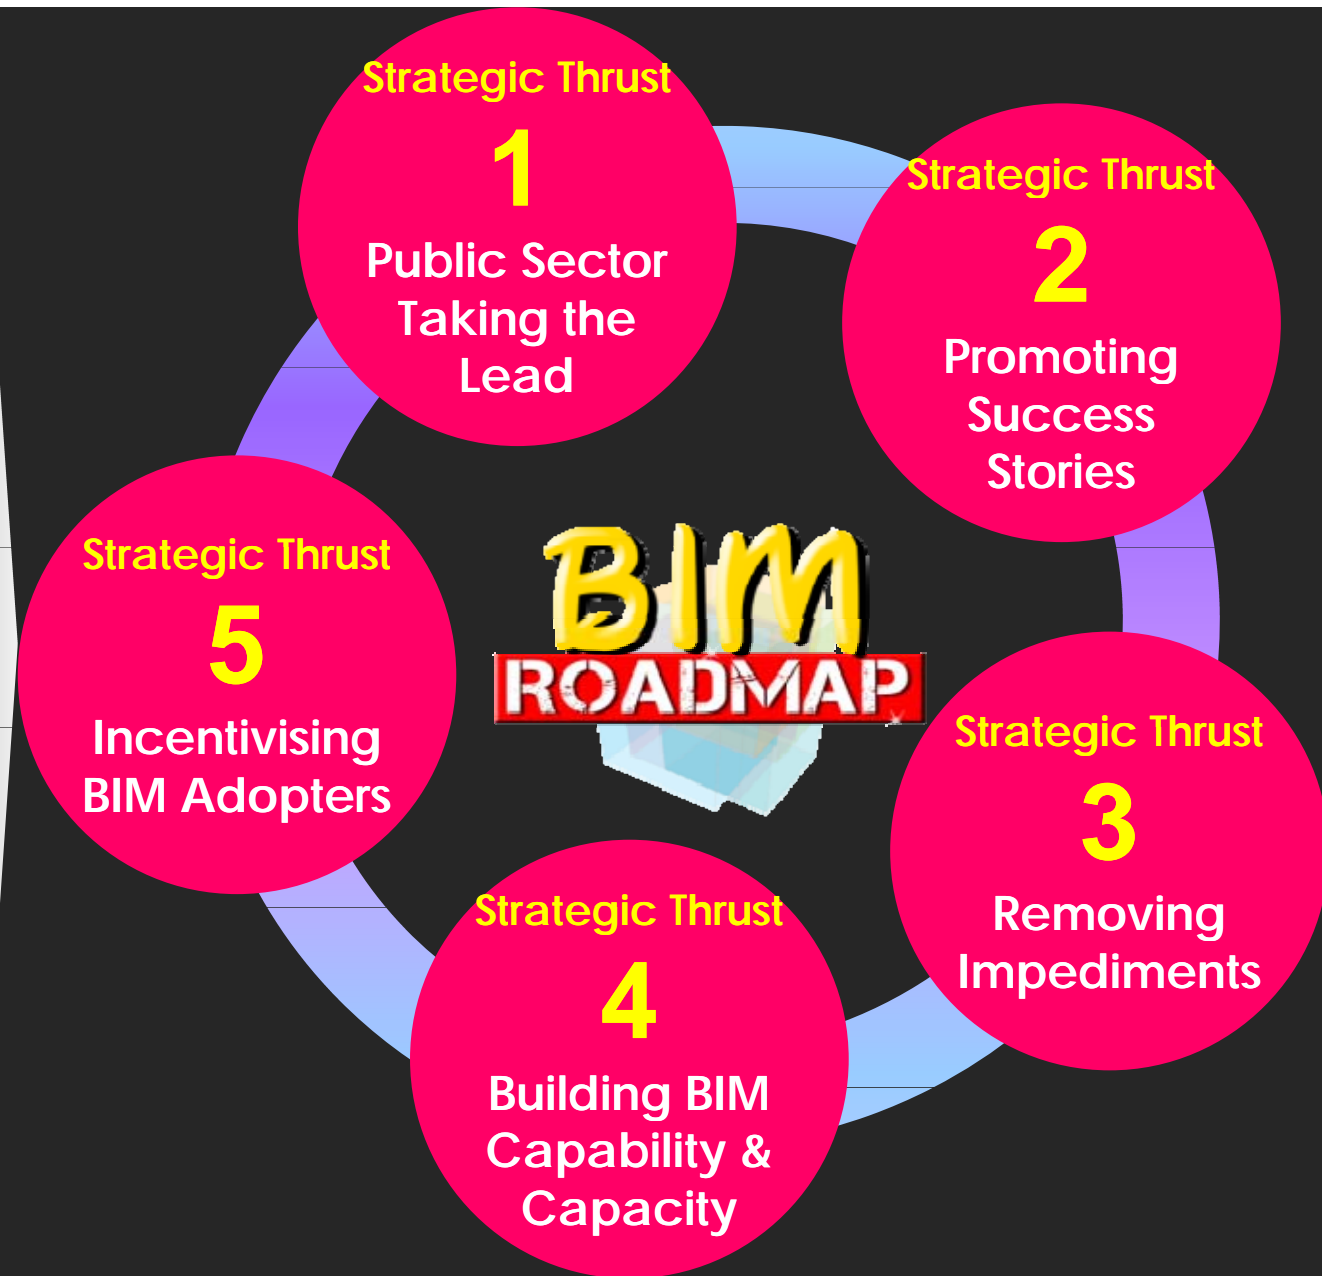 Strategic Thrust
1
Public Sector
Taking the
Lead
Strategic Thrust
2
Promoting
Success
Stories
Strategic Thrust
3
Removing
Impediments
Strategic Thrust
4
Building BIM
Capability &
Capacity
Strategic Thrust
5
Incentivising
BIM Adopters
BIM
ROADMAP